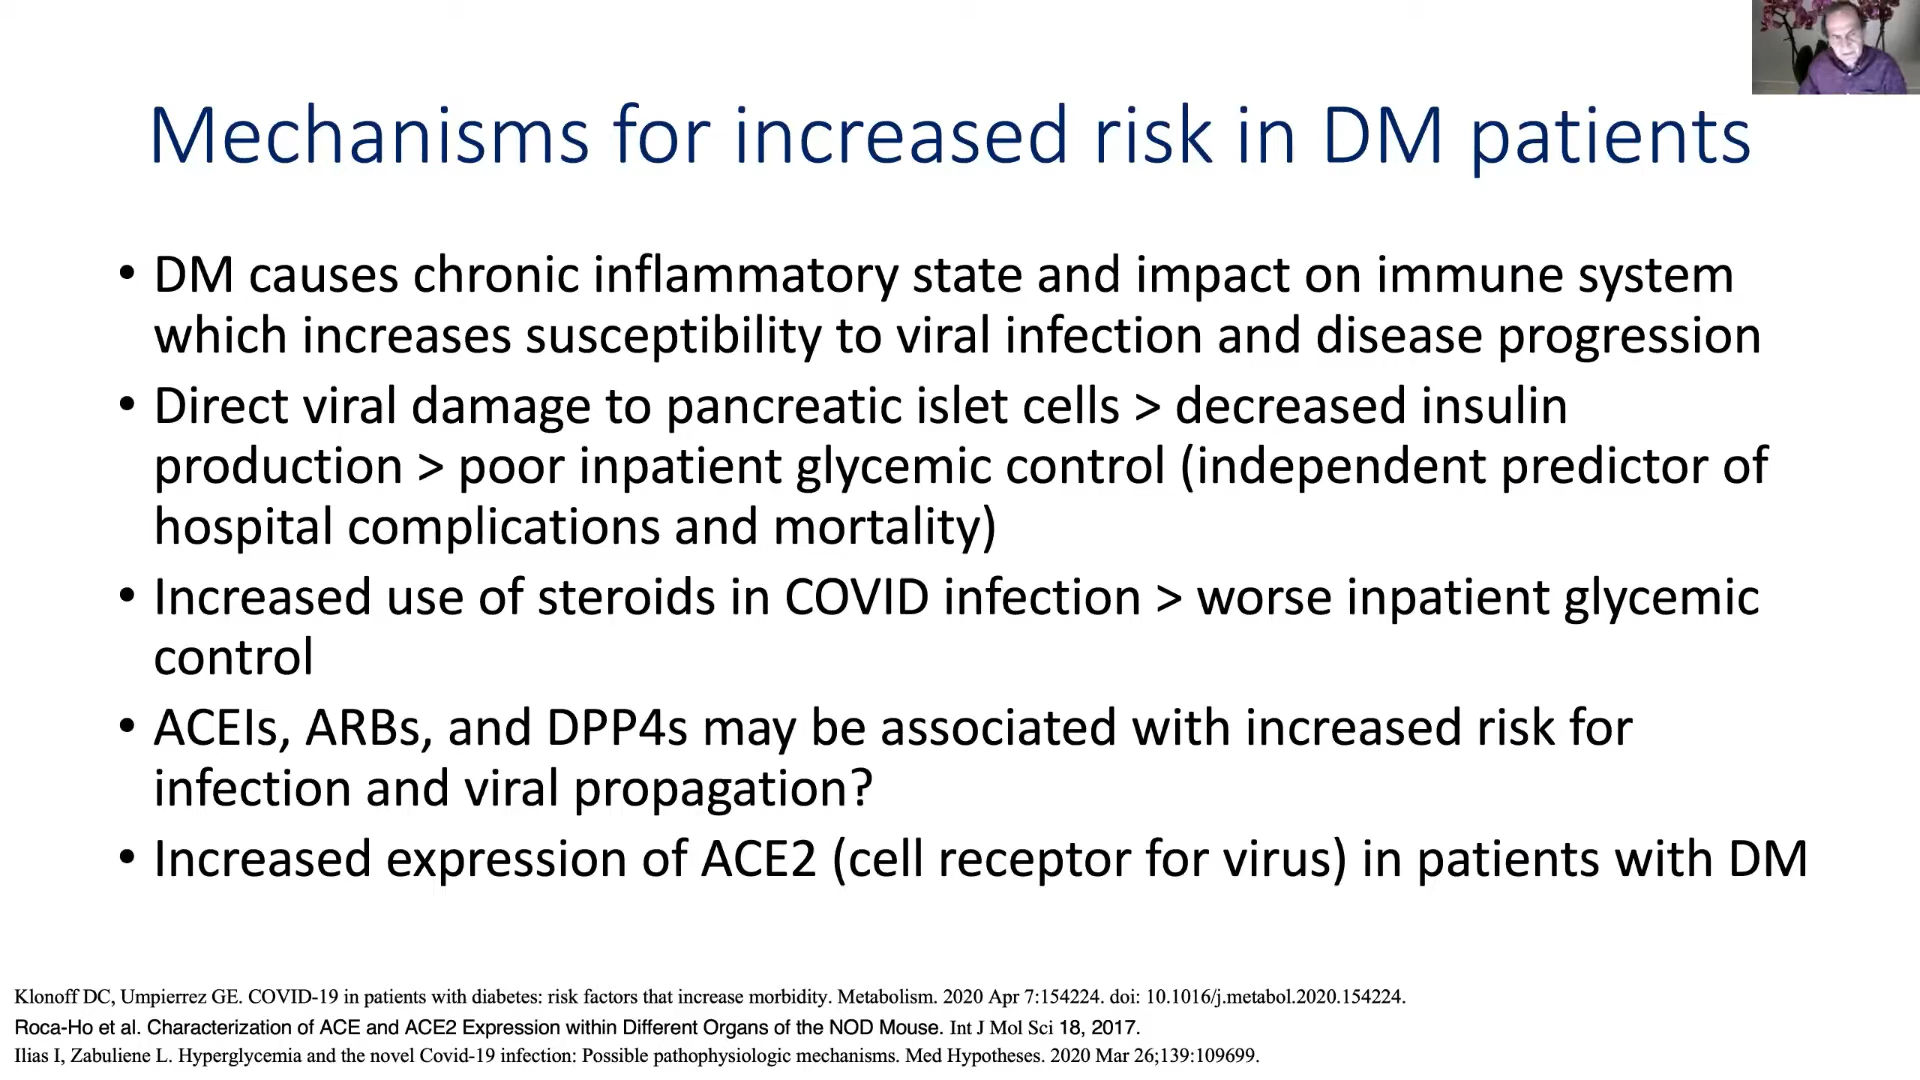 Mechanisms for increased risk in DM patients
• DM causes chronic inflammatory state and impact on immune system
which increases susceptibility to viral infection and disease progression
• Direct viral damage to pancreatic islet cells > decreased insulin
production > poor inpatient glycemic control (independent predictor of
hospital complications and mortality)
• Increased use of steroids in COVID infection > worse inpatient glycemic
control
• ACEIs, ARBs, and DPP4s may be associated with increased risk for
infection and viral propagation?
• Increased expression of ACE2 (cell receptor for virus) in patients with DM
Klonoff DC, Umpierrez GE. COVID-19 in patients with diabetes: risk factors that increase morbidity. Metabolism. 2020 Apr 7:154224. doi: 10.1016/j.metabol.2020.154224.
Roca-Ho et al. Characterization of ACE and ACE2 Expression within Different Organs of the NOD Mouse. Int J Mol Sci 18, 2017.
Ilias I, Zabuliene L. Hyperglycemia and the novel Covid-19 infection: Possible pathophysiologic mechanisms. Med Hypotheses. 2020 Mar 26;139:109699.